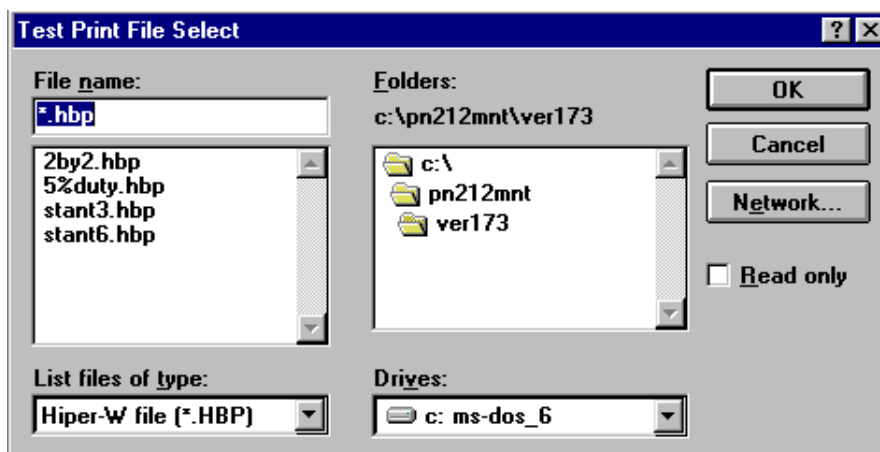 Test Print File Select
File name:
*.hbp
2by2.hbp
5%duty.hbp
stant3.hbp
stant6.hbp
List files of type:
Hiper-W file (*.HBP)
Folders:
c:\pn212mnt\ver173
c:\
pn212mnt
ver173
Drives:
c: ms-dos_6
OK
Cancel
Network...
Read only